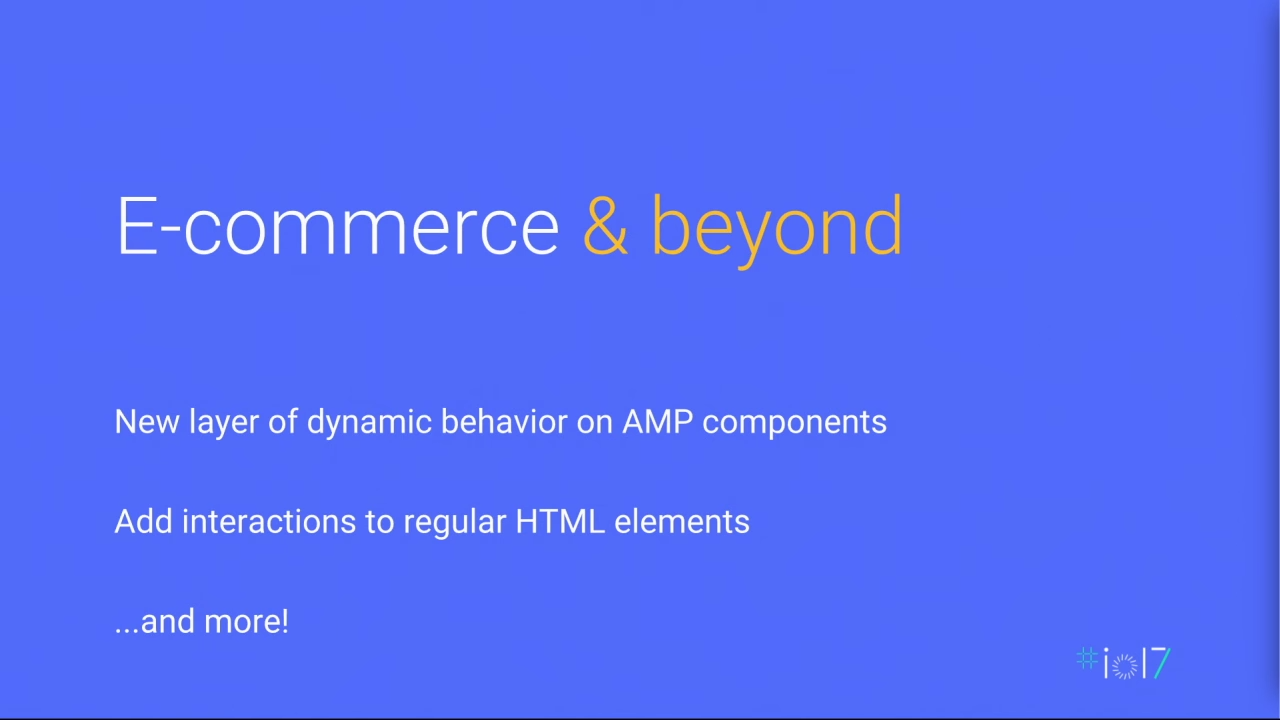 E-commerce & beyond
New layer of dynamic behavior on AMP components
Add interactions to regular HTML elements
...and more!
#io17